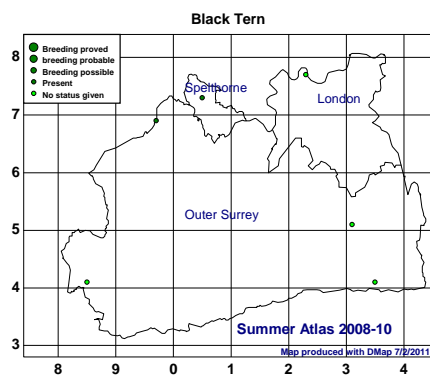 Black Tern
Breeding proved
breeding probable
Breeding possible
Present
No status given
8
7
6
5
4
3
Spelthorne
London
Outer Surrey
Summer Atlas 2008-10
Map produced with DMap 7/2/2011
8 9 0 1 2 3 4